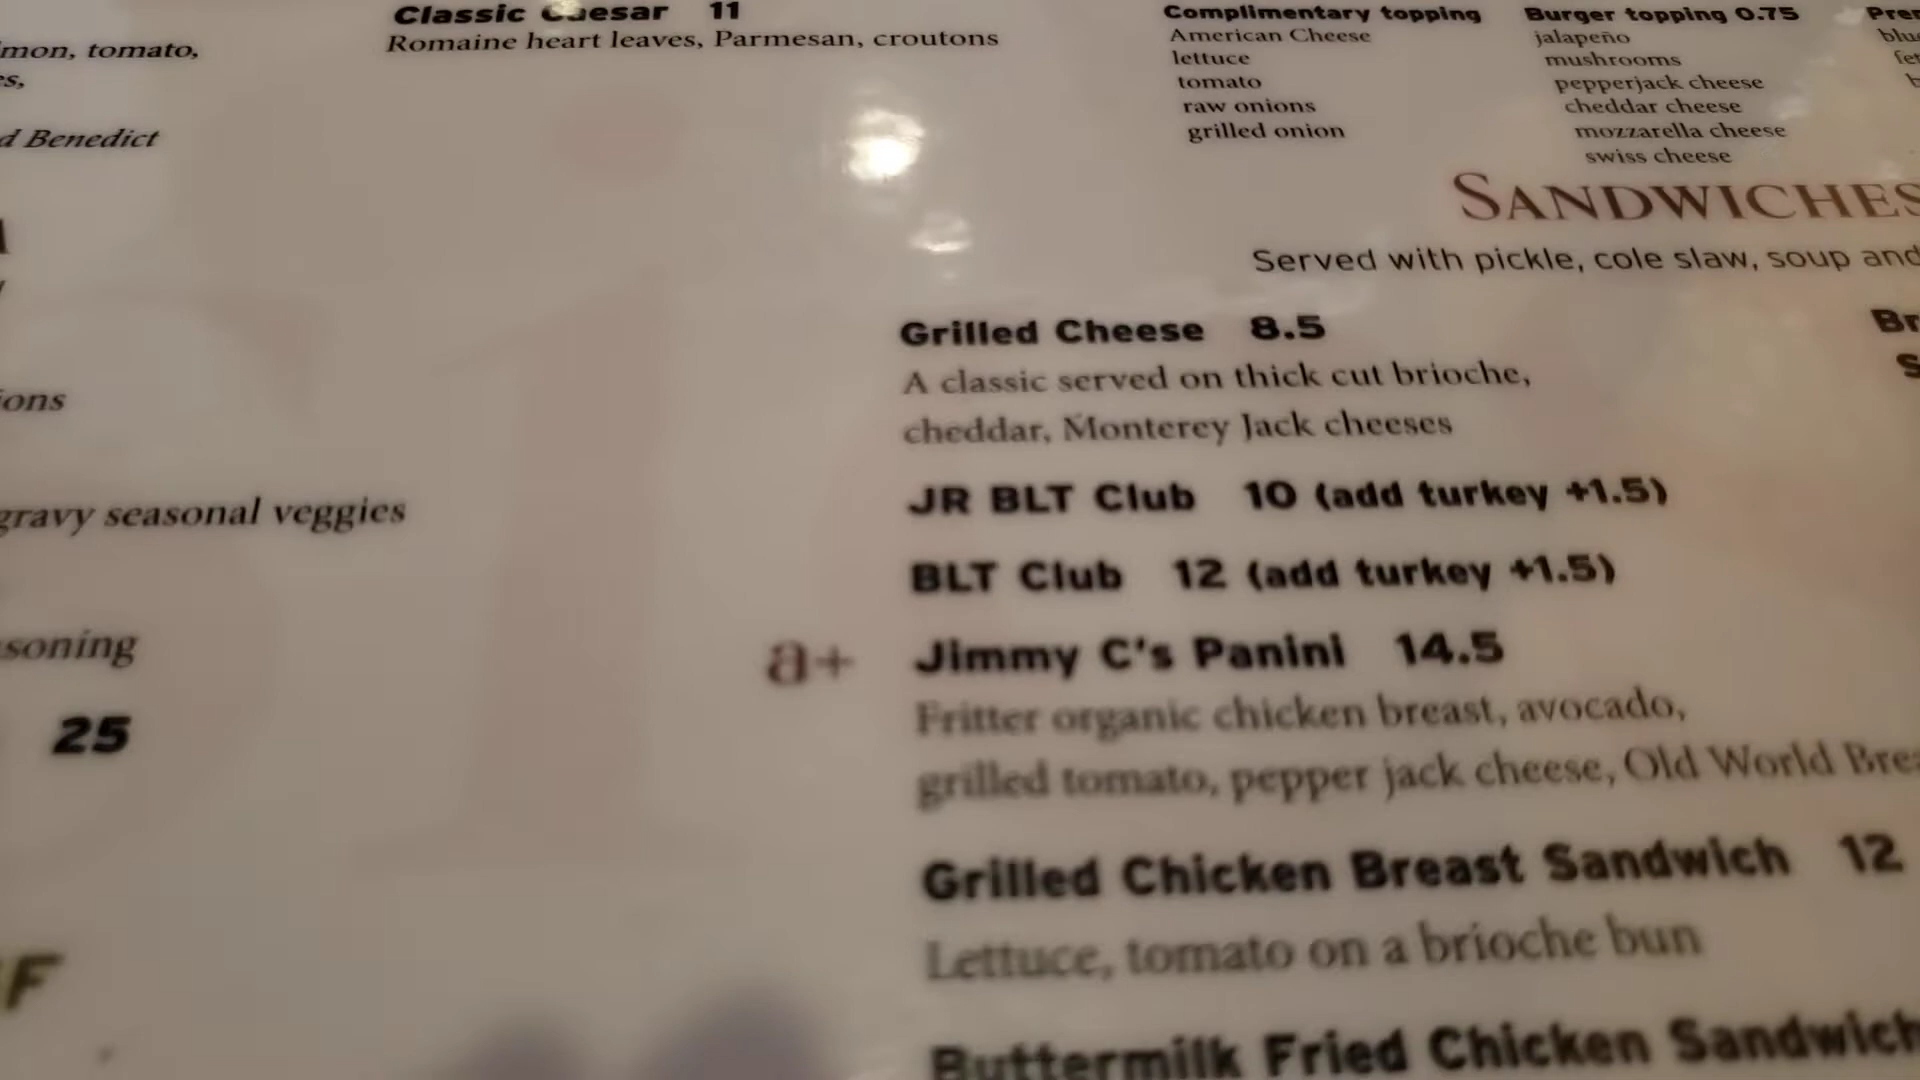 Classic Caesar 11
Romaine heart leaves, Parmesan, croutons
tomato,
Benedict
gravy seasonal veggies
25
Complimentary topping
American Cheese
lettuce
tomato
raw onions
grilled onion
Burger topping 0.75
jalapeño
mushrooms
pepperjack cheese
cheddar cheese
mozzarella cheese
swiss cheese
SANDWICHES
Served with pickle, cole slaw, soup and
Grilled Cheese 8.5
A classic served on thick cut brioche,
cheddar, Monterey Jack cheeses
JR BLT Club 10 (add turkey +1.5)
BLT Club 12 (add turkey +1.5)
a+ Jimmy C's Panini 14.5
Fritter organic chicken breast, avocado,
grilled tomato, pepper jack cheese, Old World
Grilled Chicken Breast Sandwich 12
Lettuce, tomato on a brioche bun
Buttermilk Fried Chicken Sandwich